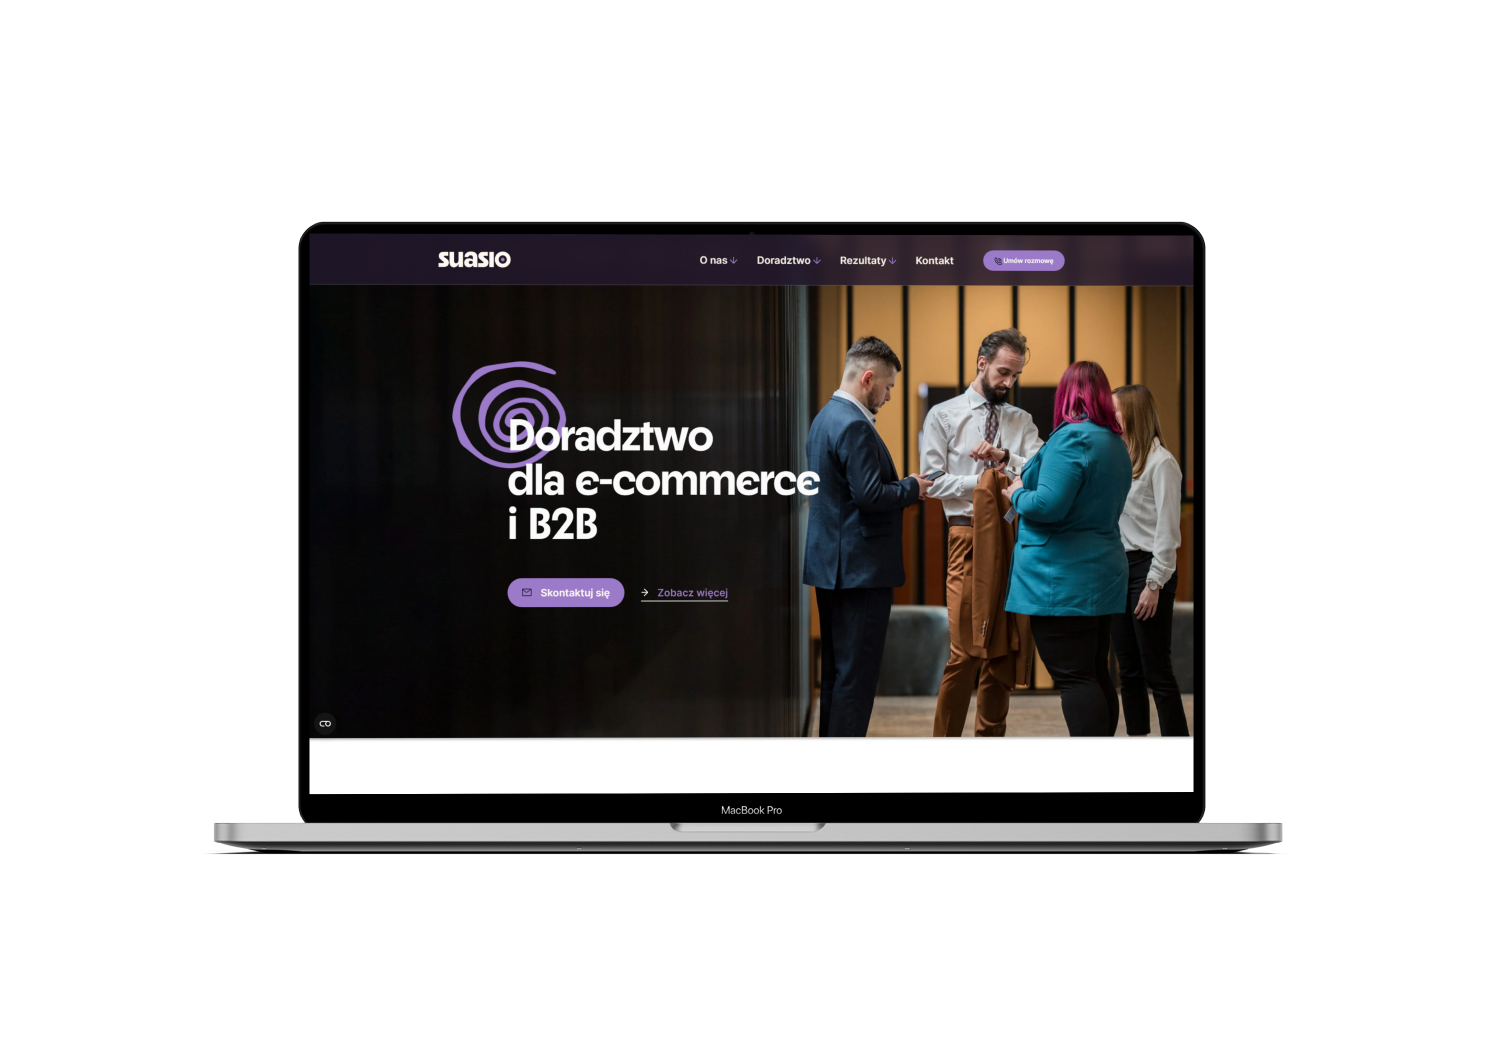 suasio
O nas
Doradztwo
Rezultaty
Kontakt
Umów rozmowę
Doradztwo
dla e-commerce
i B2B
Skontaktuj się
Zobacz więcej
MacBook Pro